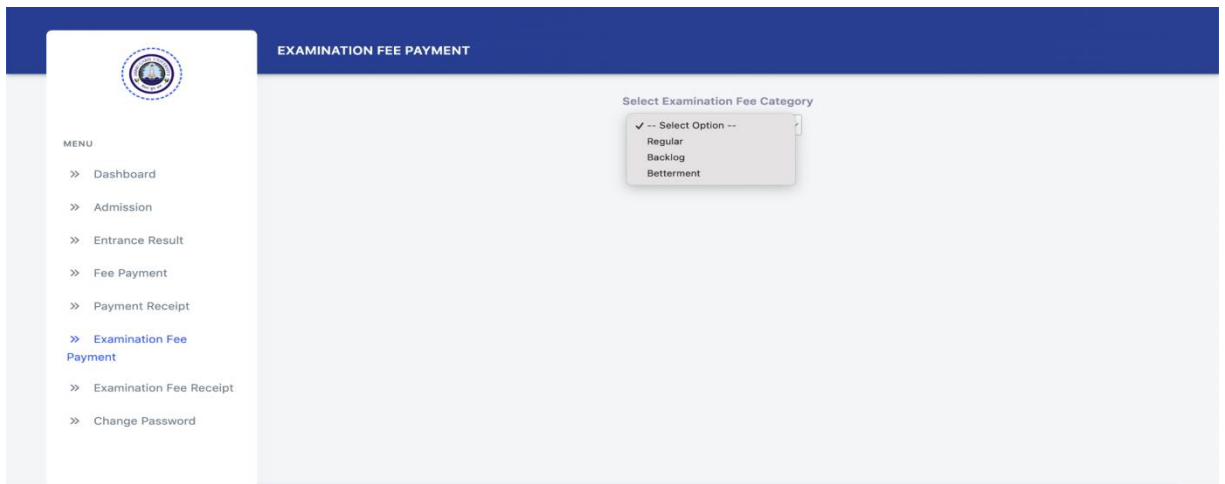 EXAMINATION FEE PAYMENT
MENU
» Dashboard
» Admission
» Entrance Result
» Fee Payment
» Payment Receipt
» Examination Fee
Payment
» Examination Fee Receipt
» Change Password
Select Examination Fee Category
✓ -- Select Option --
Regular
Backlog
Betterment